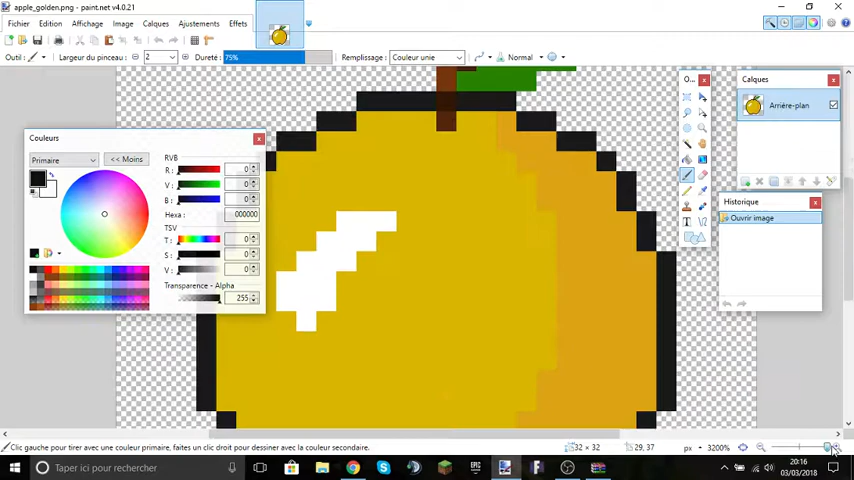 apple_golden.png - paint.net v4.0.21
Fichier Edition Affichage Image Calques Ajustements Effets
Outil : Largeur du pinceau : 2 Dureté : 75% Remplissage : Couleur unie Normal
O... Calques
Arrière-plan
Couleurs
Primaire << Moins
RVB
R : 0
V : 0
B : 0
Hexa : 000000
TSV
T : 0
S : 0
V : 0
Transparence - Alpha
255
Historique
Ouvrir image
Clic gauche pour tirer avec une couleur primaire, faites un clic droit pour dessiner avec la couleur secondaire. 32 × 32 29, 37 px 3200%
Taper ici pour rechercher
EPIC
20:16
03/03/2018